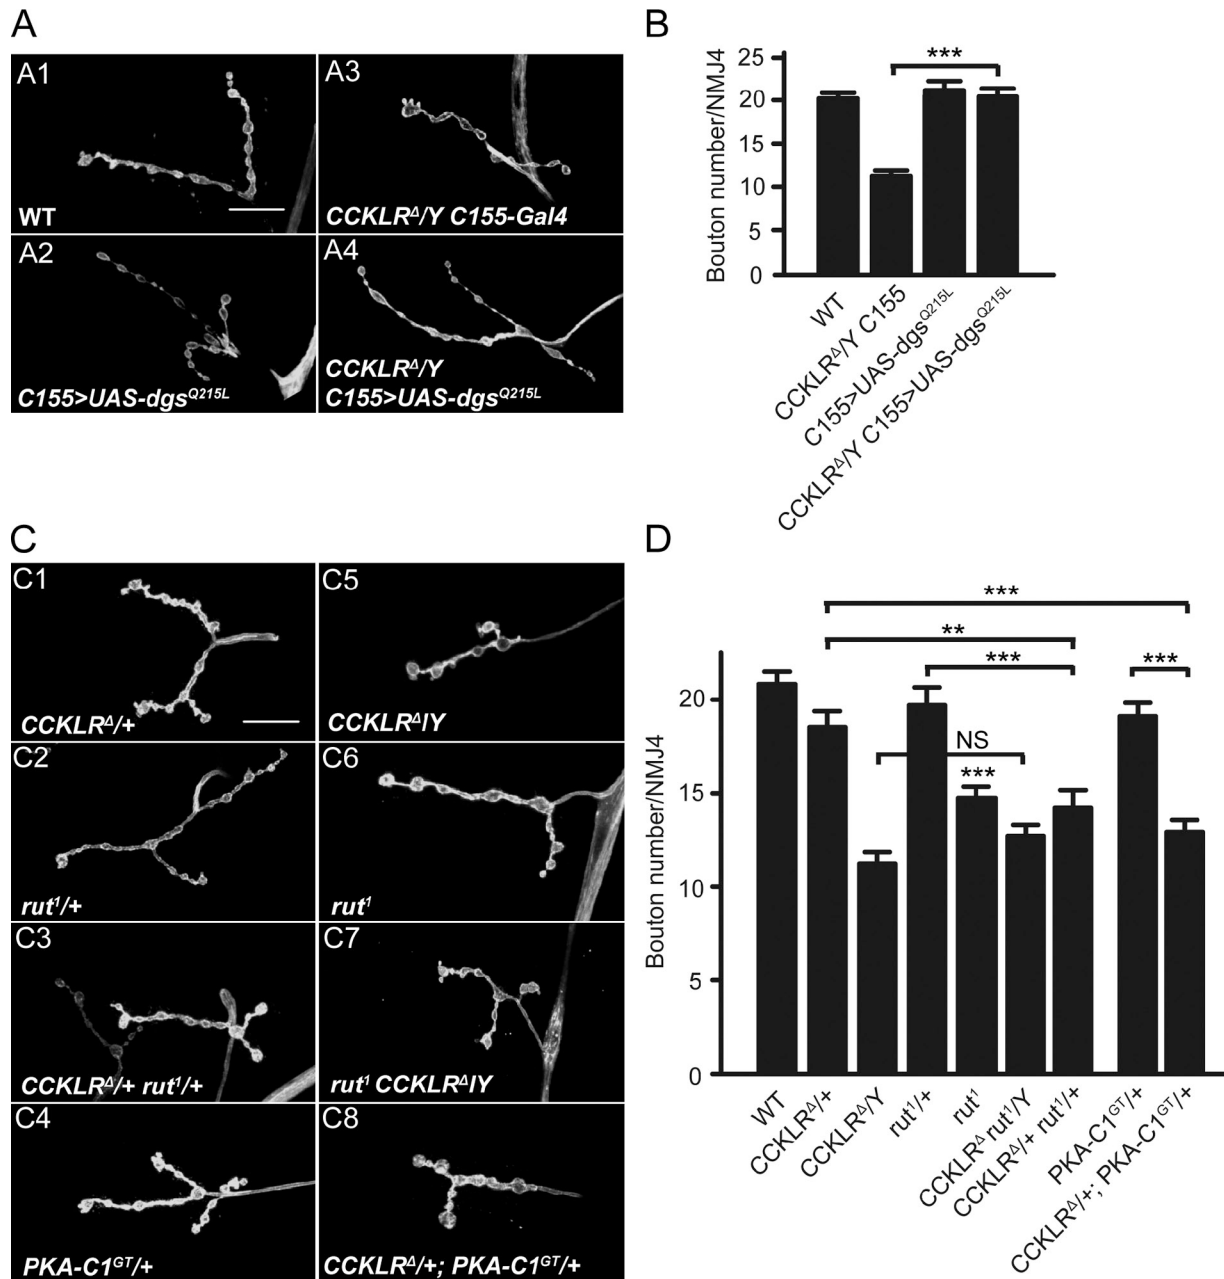 A
A1
WT
A3
CCKLRΔ/Y C155-Gal4
A2
C155>UAS-dgsQ215L
A4
CCKLRΔ/Y
C155>UAS-dgsQ215L
B
Bouton number/NMJ4
25
20
15
10
5
0
***
WT
CCKLRΔ/Y C155
C155>UAS-dgsQ215L
CCKLRΔ/Y C155>UAS-dgsQ215L
C
C1
CCKLRΔ/+
C5
CCKLRΔ/Y
C2
rut1/+
C6
rut1
C3
CCKLRΔ/+ rut1/+
C7
rut1 CCKLRΔ/Y
C4
PKA-C1GT/+
C8
CCKLRΔ/+; PKA-C1GT/+
D
Bouton number/NMJ4
20
15
10
5
0
***
**
***
***
NS
***
WT
CCKLRΔ/+
CCKLRΔ/Y
rut1/+
rut1
CCKLRΔ rut1/Y
CCKLRΔ/+ rut1/+
PKA-C1GT/+
CCKLRΔ/+; PKA-C1GT/+